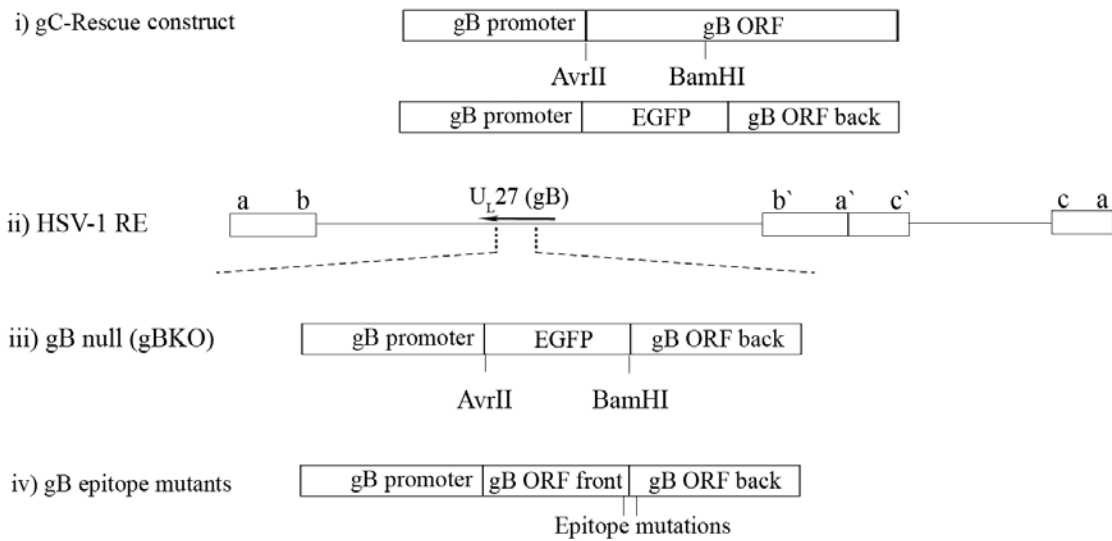 i) gC-Rescue construct
gB promoter gB ORF
AvrII BamHI
gB promoter EGFP gB ORF back
a b U_L27 (gB) b` a` c` c a
ii) HSV-1 RE
iii) gB null (gBKO) gB promoter EGFP gB ORF back
AvrII BamHI
iv) gB epitope mutants gB promoter gB ORF front gB ORF back
Epitope mutations